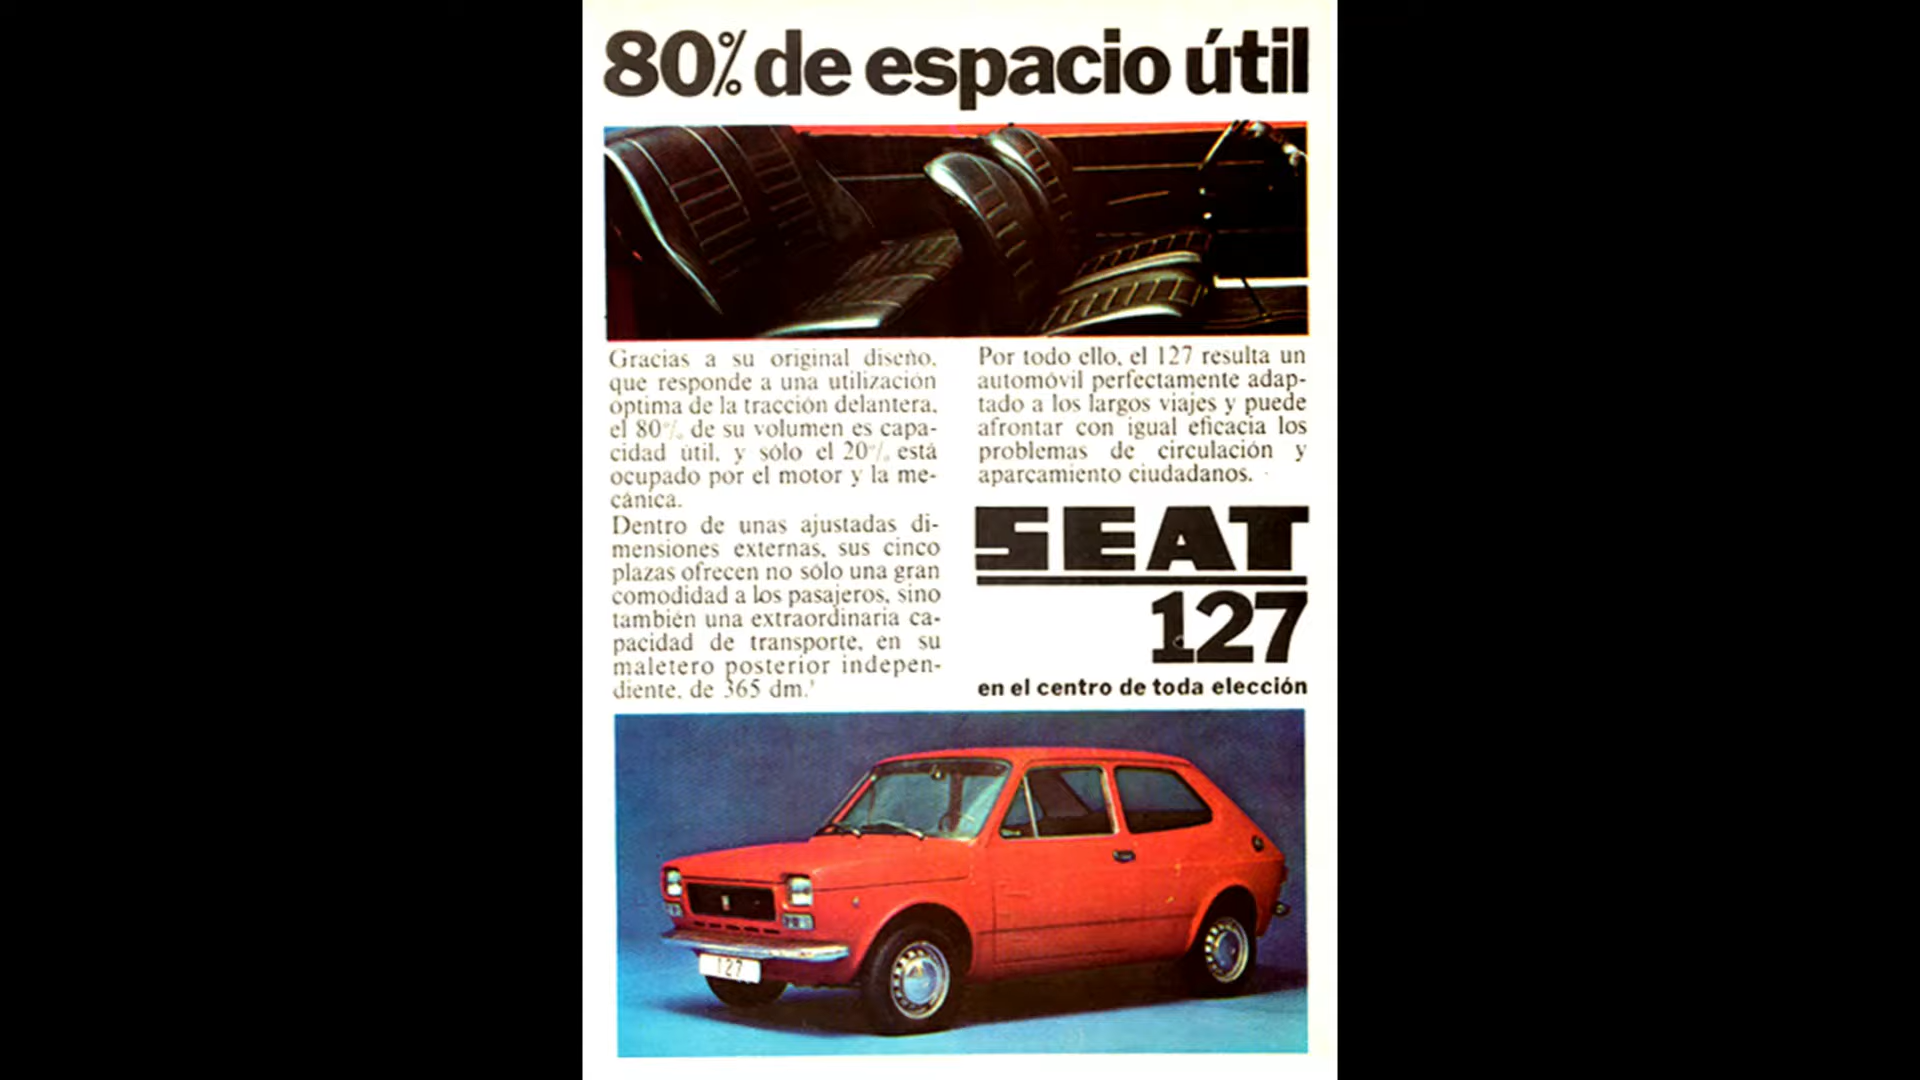 80% de espacio útil
Gracias a su original diseño,
que responde a una utilización
óptima de la tracción delantera,
el 80% de su volumen es capa-
cidad útil, y sólo el 20% está
ocupado por el motor y la me-
cánica.
Dentro de unas ajustadas di-
mensiones externas, sus cinco
plazas ofrecen no sólo una gran
comodidad a los pasajeros, sino
también una extraordinaria ca-
pacidad de transporte, en su
maletero posterior indepen-
diente, de 365 dm.³
Por todo ello, el 127 resulta un
automóvil perfectamente adap-
tado a los largos viajes y puede
afrontar con igual eficacia los
problemas de circulación y
aparcamiento ciudadanos.
SEAT
127
en el centro de toda elección
127